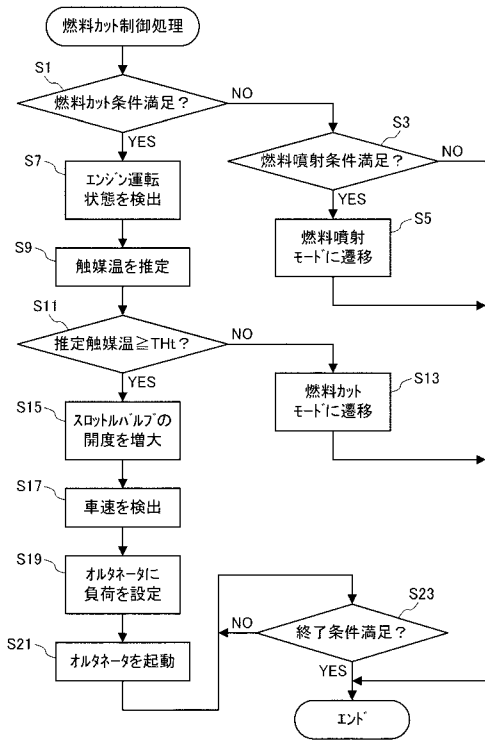 燃料カット制御処理
S1
燃料カット条件満足?
NO
YES
S3
燃料噴射条件満足?
NO
YES
S5
燃料噴射
モードに遷移
S7
エンジン運転
状態を検出
S9
触媒温を推定
S11
推定触媒温≧THt?
NO
YES
S13
燃料カット
モードに遷移
S15
スロットルバルブの
開度を増大
S17
車速を検出
S19
オルタネータに
負荷を設定
S21
オルタネータを起動
S23
終了条件満足?
NO
YES
エンド